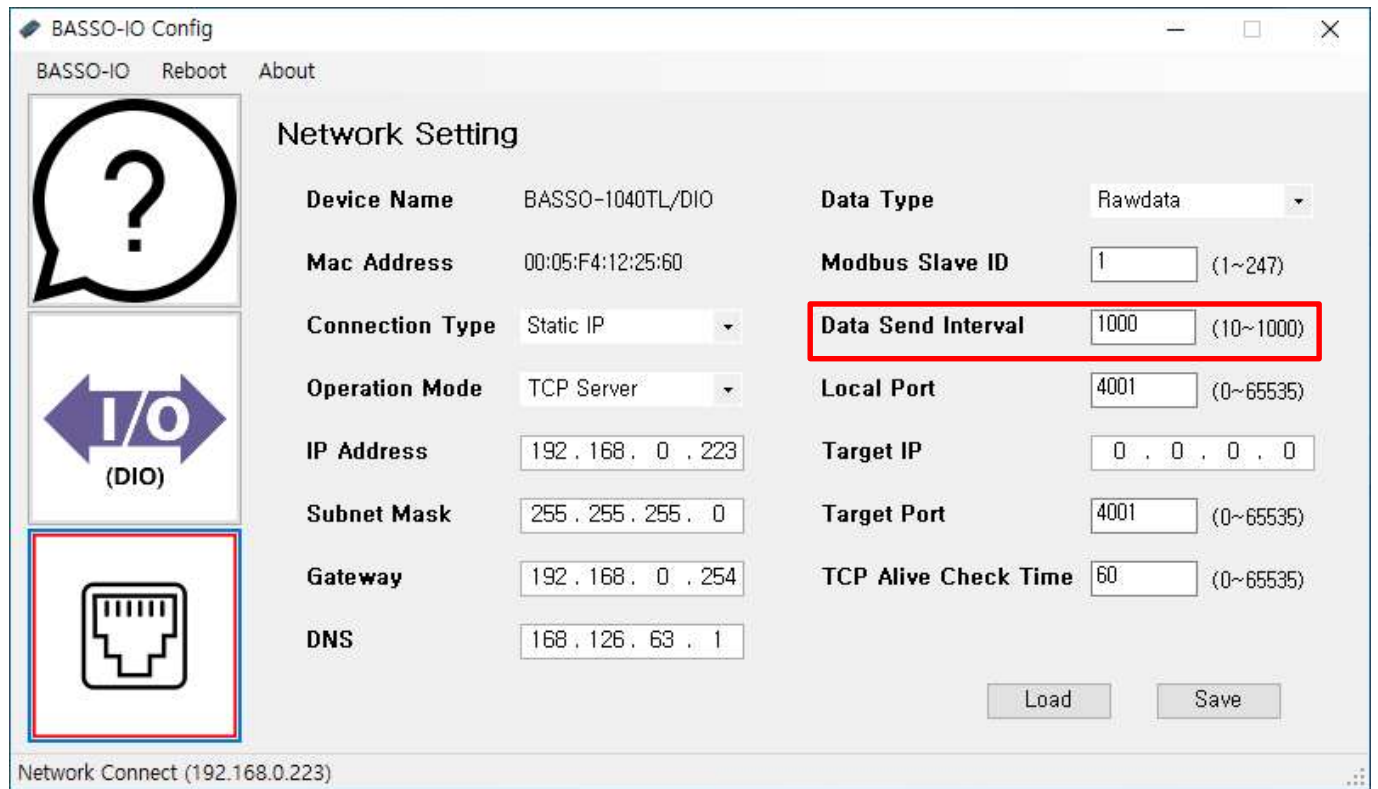 BASSO-IO Config
BASSO-IO Reboot About
?
I/O
(DIO)
Network Setting
Device Name BASSO-1040TL/DIO
Mac Address 00:05:F4:12:25:60
Connection Type Static IP
Operation Mode TCP Server
IP Address 192 . 168 . 0 . 223
Subnet Mask 255 . 255 . 255 . 0
Gateway 192 . 168 . 0 . 254
DNS 168 . 126 . 63 . 1
Data Type Rawdata
Modbus Slave ID 1 (1~247)
Data Send Interval 1000 (10~1000)
Local Port 4001 (0~65535)
Target IP 0 . 0 . 0 . 0
Target Port 4001 (0~65535)
TCP Alive Check Time 60 (0~65535)
Load Save
Network Connect (192.168.0.223)